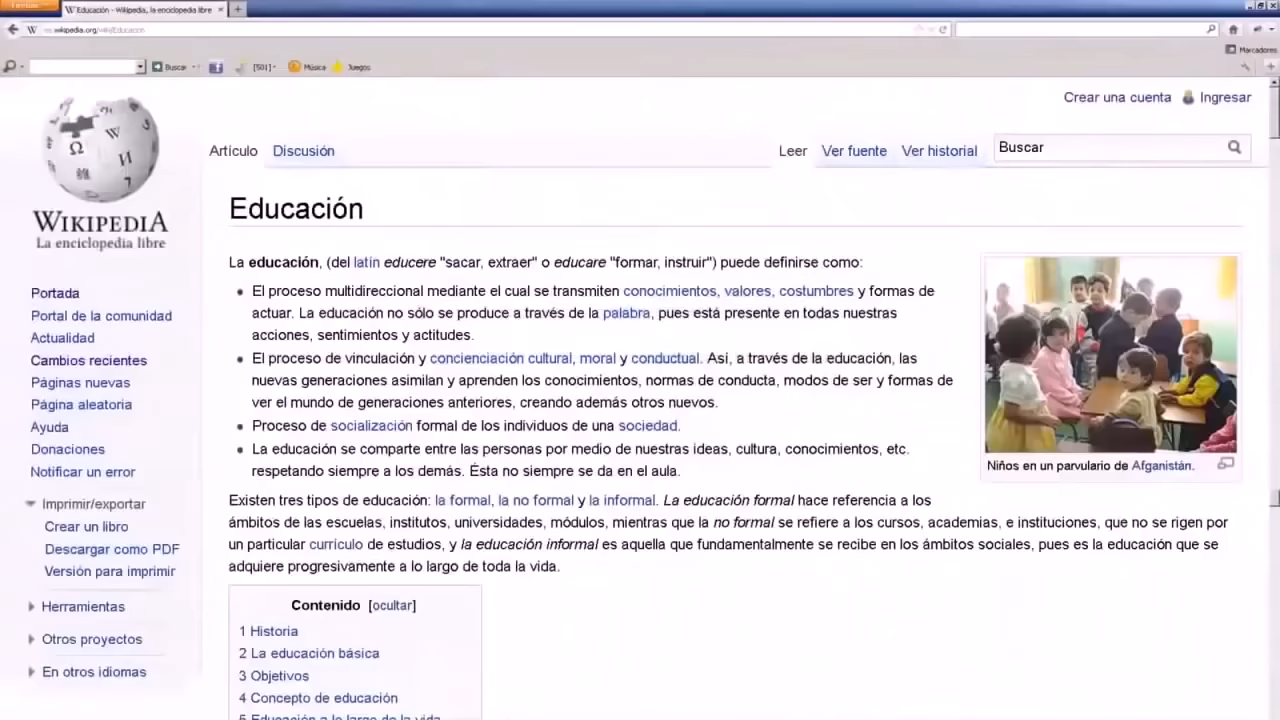 Educación - Wikipedia, la enciclopedia libre
es.wikipedia.org/wiki/Educación
Marcadores
Buscar
[501]
Música
Juegos
Crear una cuenta Ingresar
Artículo Discusión Leer Ver fuente Ver historial Buscar
WIKIPEDIA
La enciclopedia libre
Portada
Portal de la comunidad
Actualidad
Cambios recientes
Páginas nuevas
Página aleatoria
Ayuda
Donaciones
Notificar un error
Imprimir/exportar
Crear un libro
Descargar como PDF
Versión para imprimir
Herramientas
Otros proyectos
En otros idiomas
Educación
La educación, (del latín educere "sacar, extraer" o educare "formar, instruir") puede definirse como:
El proceso multidireccional mediante el cual se transmiten conocimientos, valores, costumbres y formas de
actuar. La educación no sólo se produce a través de la palabra, pues está presente en todas nuestras
acciones, sentimientos y actitudes.
El proceso de vinculación y concienciación cultural, moral y conductual. Así, a través de la educación, las
nuevas generaciones asimilan y aprenden los conocimientos, normas de conducta, modos de ser y formas de
ver el mundo de generaciones anteriores, creando además otros nuevos.
Proceso de socialización formal de los individuos de una sociedad.
La educación se comparte entre las personas por medio de nuestras ideas, cultura, conocimientos, etc.
respetando siempre a los demás. Ésta no siempre se da en el aula.
Niños en un parvulario de Afganistán.
Existen tres tipos de educación: la formal, la no formal y la informal. La educación formal hace referencia a los
ámbitos de las escuelas, institutos, universidades, módulos, mientras que la no formal se refiere a los cursos, academias, e instituciones, que no se rigen por
un particular currículo de estudios, y la educación informal es aquella que fundamentalmente se recibe en los ámbitos sociales, pues es la educación que se
adquiere progresivamente a lo largo de toda la vida.
Contenido [ocultar]
1 Historia
2 La educación básica
3 Objetivos
4 Concepto de educación
5 Educación a lo largo de la vida